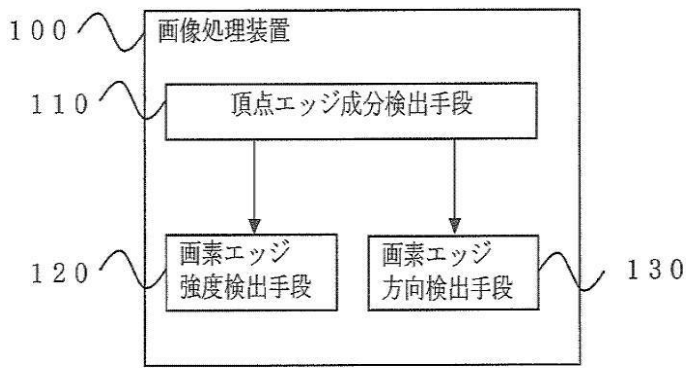 １００
画像処理装置
１１０
頂点エッジ成分検出手段
１２０
画素エッジ
強度検出手段
画素エッジ
方向検出手段
１３０